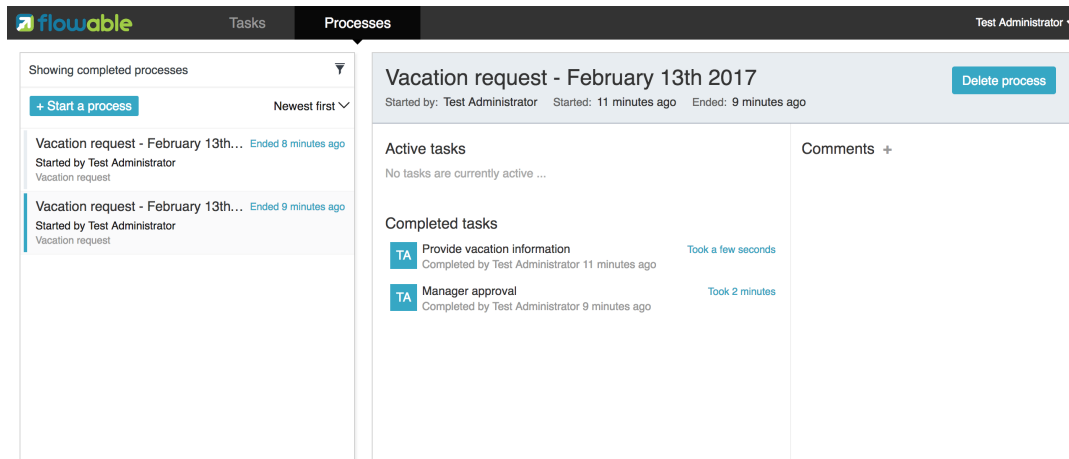 flowable
Tasks
Processes
Test Administrator
Showing completed processes
+ Start a process
Newest first
Vacation request - February 13th... Ended 8 minutes ago
Started by Test Administrator
Vacation request
Vacation request - February 13th... Ended 9 minutes ago
Started by Test Administrator
Vacation request
Vacation request - February 13th 2017
Delete process
Started by: Test Administrator Started: 11 minutes ago Ended: 9 minutes ago
Active tasks
No tasks are currently active ...
Completed tasks
TA
Provide vacation information Took a few seconds
Completed by Test Administrator 11 minutes ago
TA
Manager approval Took 2 minutes
Completed by Test Administrator 9 minutes ago
Comments +